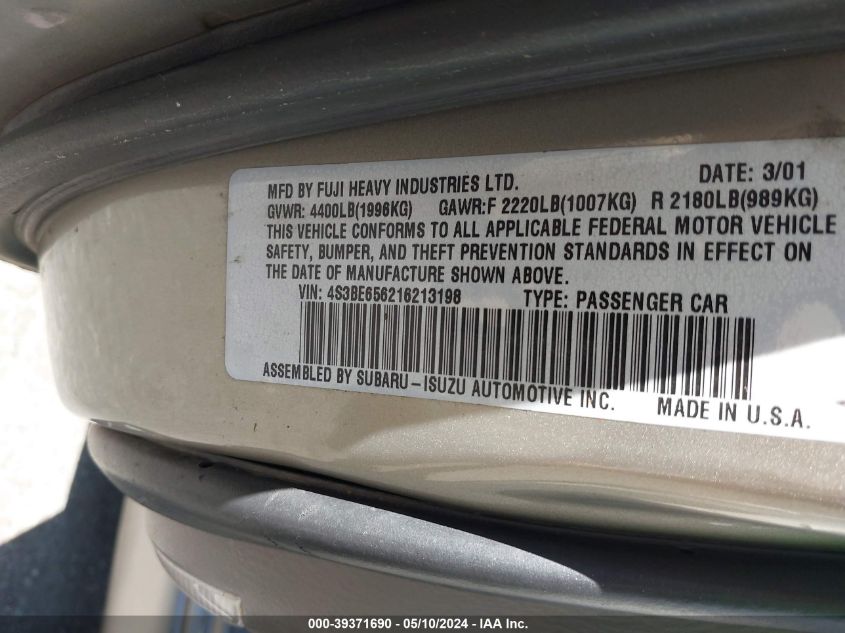 MFD BY FUJI HEAVY INDUSTRIES LTD. DATE: 3/01
GVWR: 4400LB(1996KG) GAWR:F 2220LB(1007KG) R 2180LB(989KG)
THIS VEHICLE CONFORMS TO ALL APPLICABLE FEDERAL MOTOR VEHICLE
SAFETY, BUMPER, AND THEFT PREVENTION STANDARDS IN EFFECT ON
THE DATE OF MANUFACTURE SHOWN ABOVE.
VIN: 4S3BE656216213198 TYPE: PASSENGER CAR
ASSEMBLED BY SUBARU-ISUZU AUTOMOTIVE INC. MADE IN U.S.A.
000-39371690 - 05/10/2024 - IAA Inc.